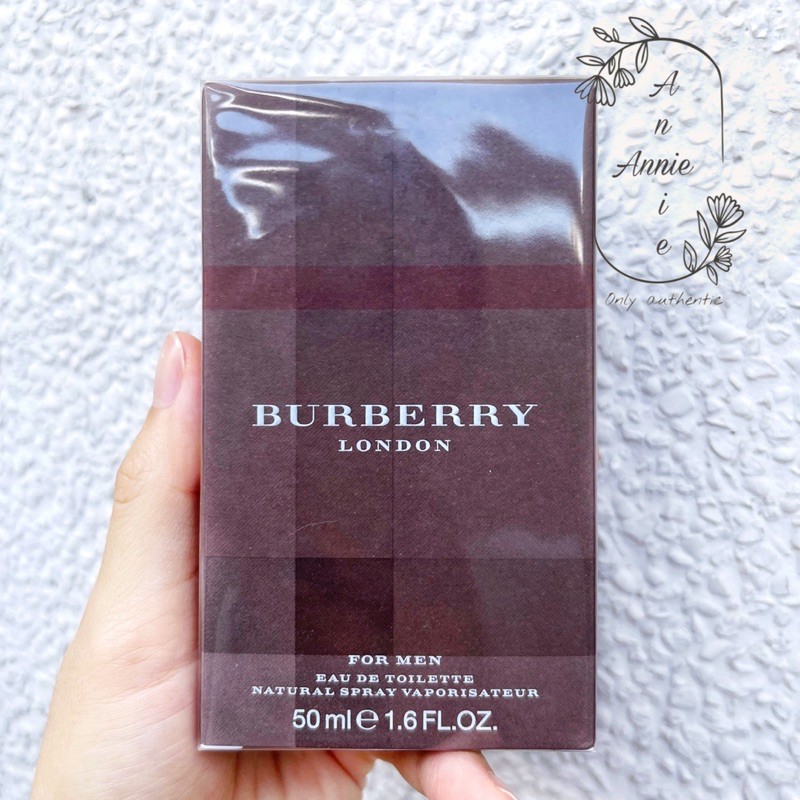 Annie
Annie
Only authentic
BURBERRY
LONDON
FOR MEN
EAU DE TOILETTE
NATURAL SPRAY VAPORISATEUR
50 ml ℮ 1.6 FL.OZ.